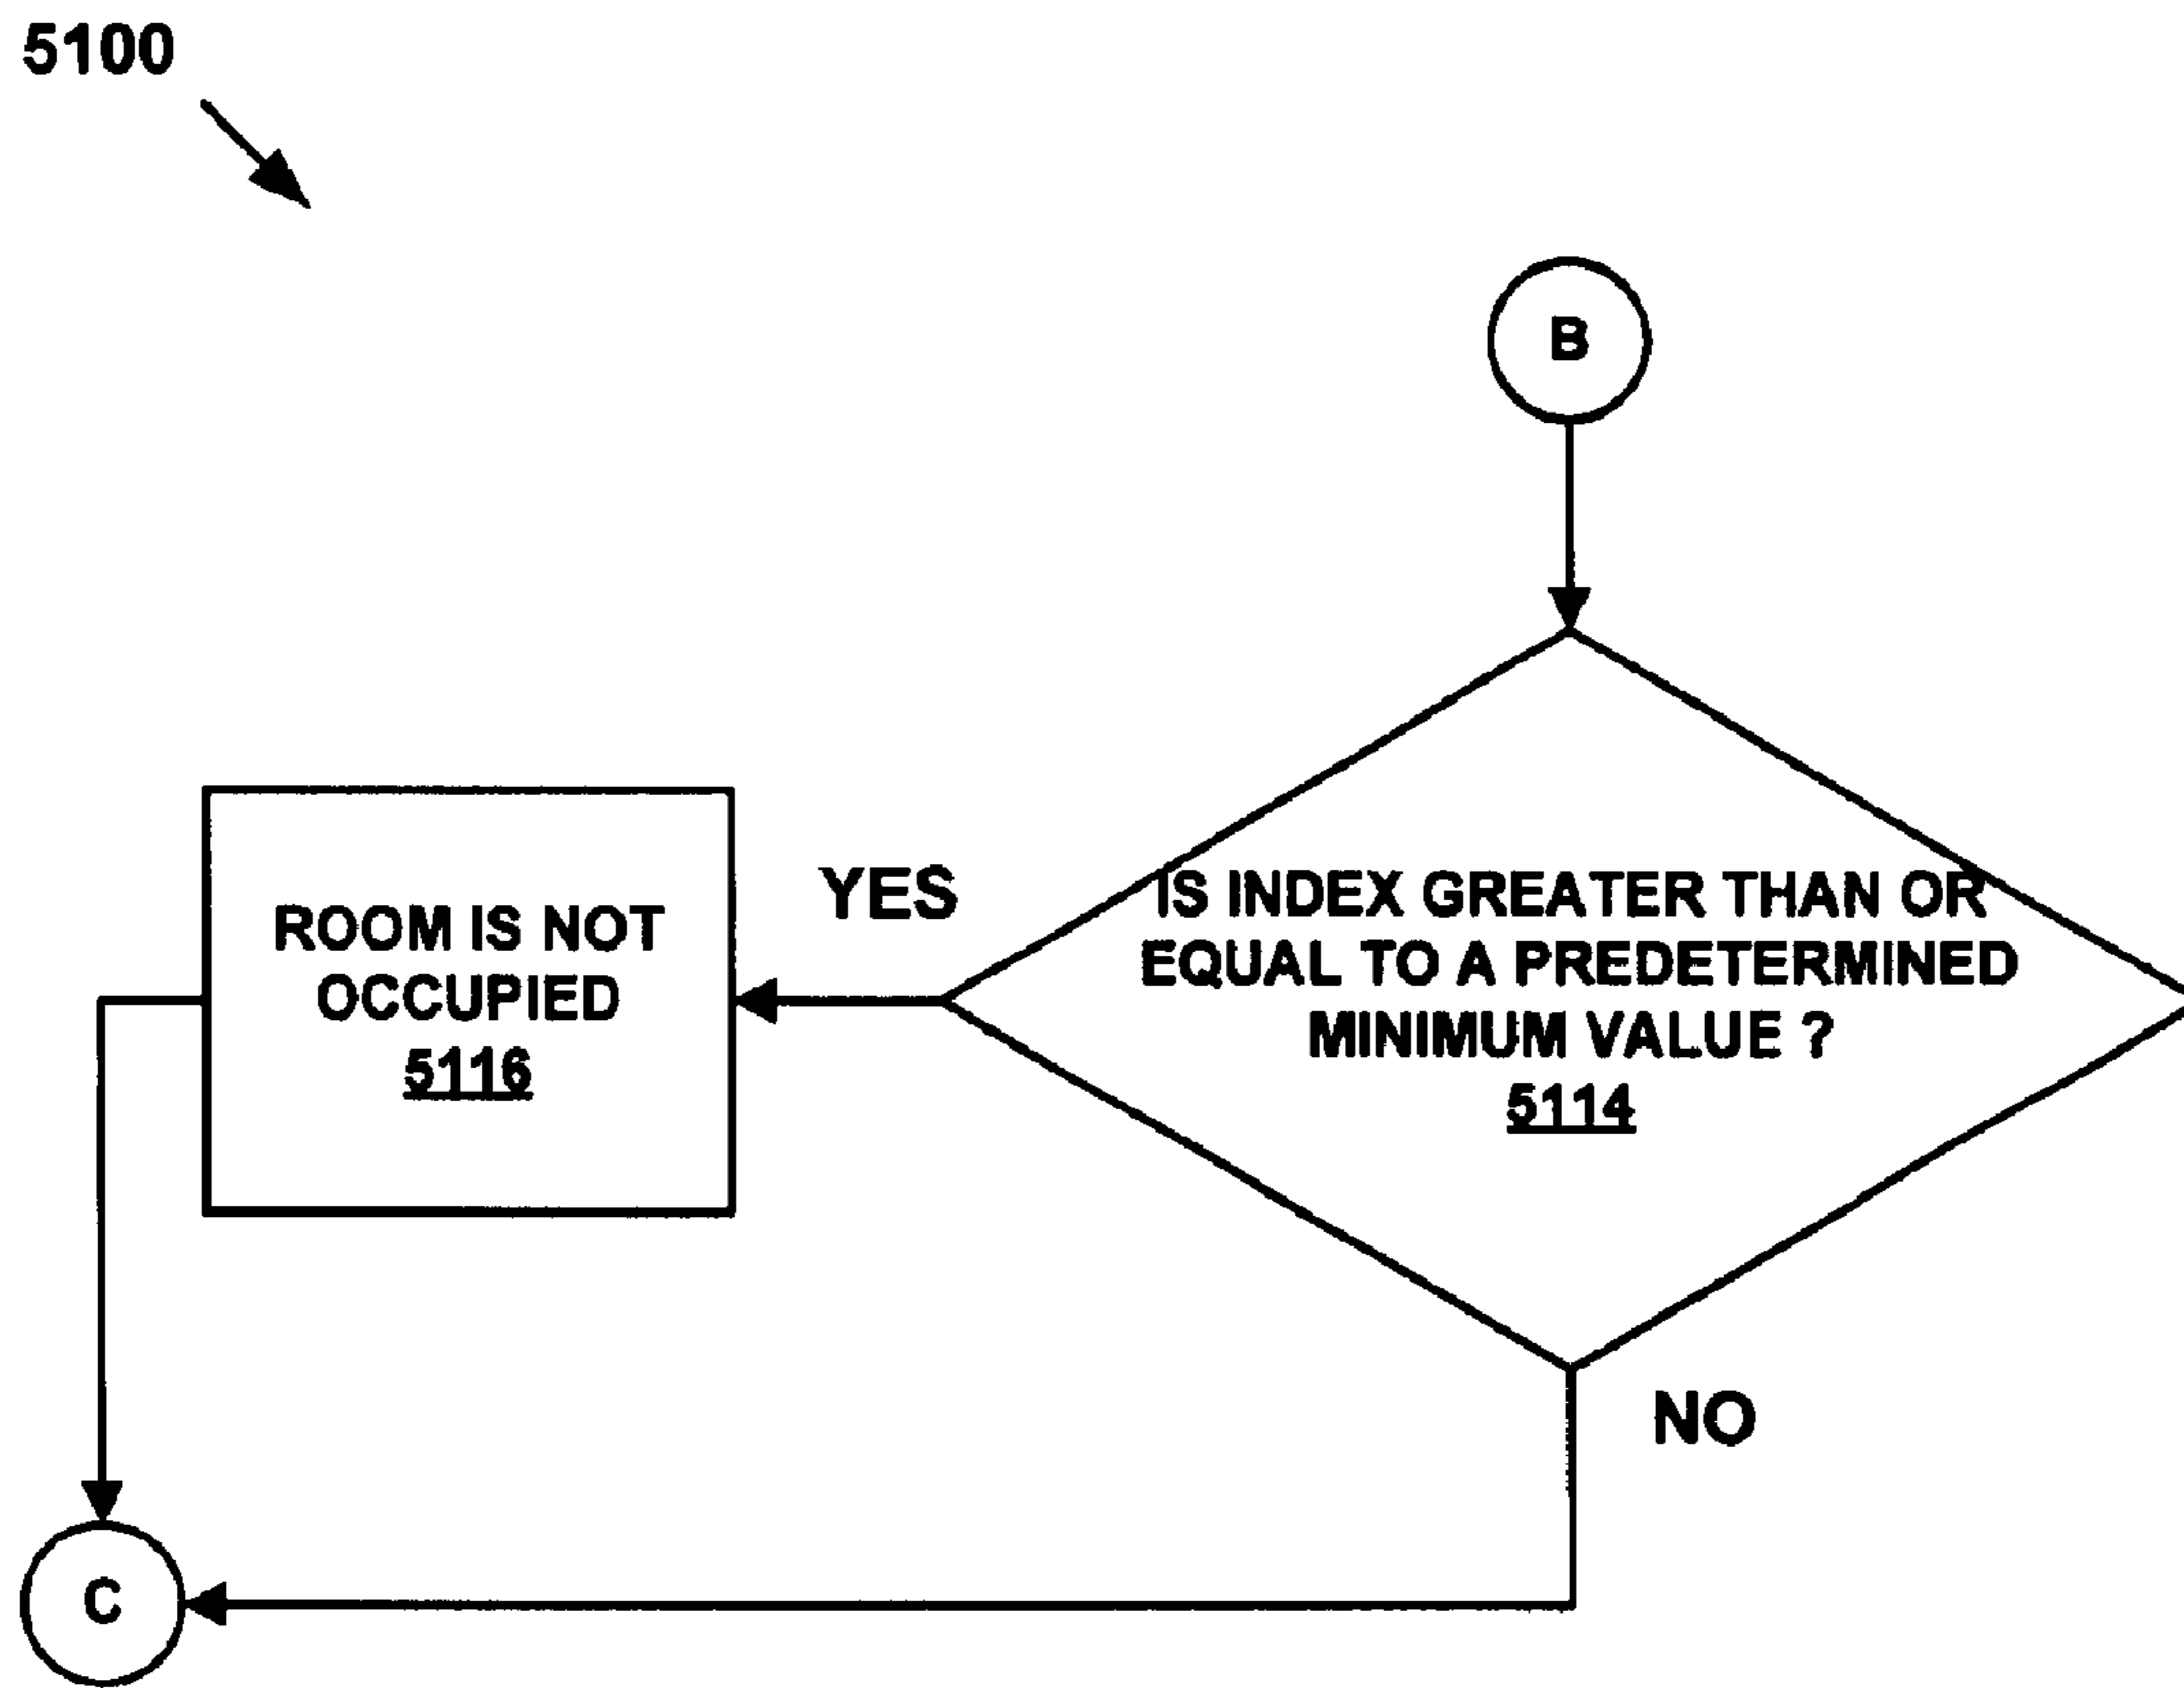 5100
B
YES
IS INDEX GREATER THAN OR
EQUAL TO A PREDETERMINED
MINIMUM VALUE ?
5114
ROOM IS NOT
OCCUPIED
5116
NO
C